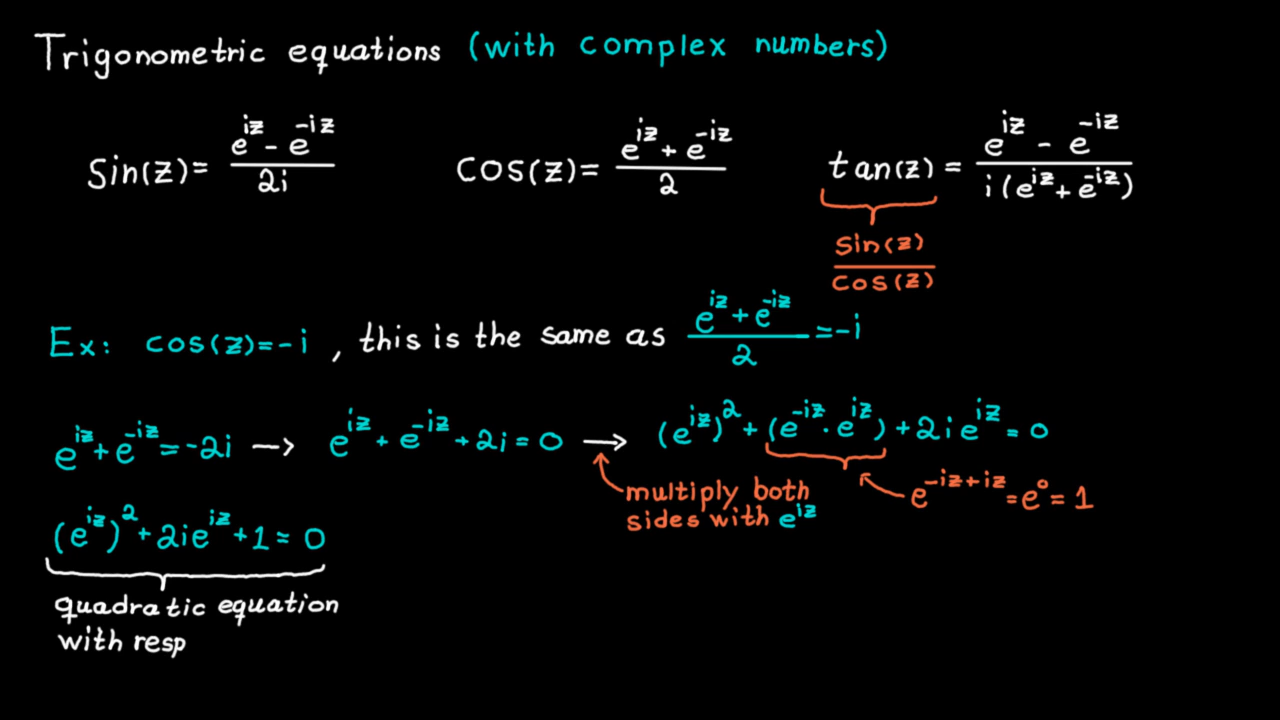 Trigonometric equations (with complex numbers)
Sin(z)= (e^{iz} - e^{-iz})/2i   cos(z)= (e^{iz} + e^{-iz})/2   tan(z) = (e^{iz} - e^{-iz})/i(e^{iz} + e^{-iz})
sin(z)/cos(z)
Ex: cos(z)=-i , this is the same as (e^{iz} + e^{-iz})/2 = -i
e^{iz} + e^{-iz} = -2i → e^{iz} + e^{-iz} + 2i = 0 → (e^{iz})^2 + (e^{-iz} · e^{iz}) + 2i e^{iz} = 0
multiply both
sides with e^{iz}
e^{-iz+iz} = e^0 = 1
(e^{iz})^2 + 2ie^{iz} + 1 = 0
quadratic equation
with resp